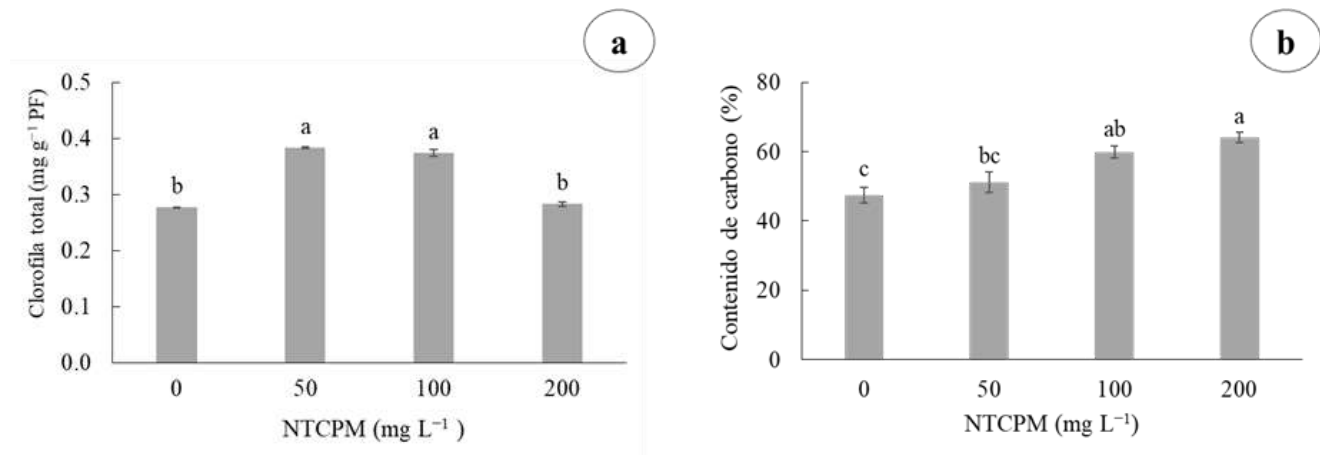 a
Clorofila total (mg g⁻¹ PF)
0.5
0.4
0.3
0.2
0.1
0.0
b
a
a
b
0
50
100
200
NTCPM (mg L⁻¹ )
b
Contenido de carbono (%)
80
60
40
20
0
c
bc
ab
a
0
50
100
200
NTCPM (mg L⁻¹)